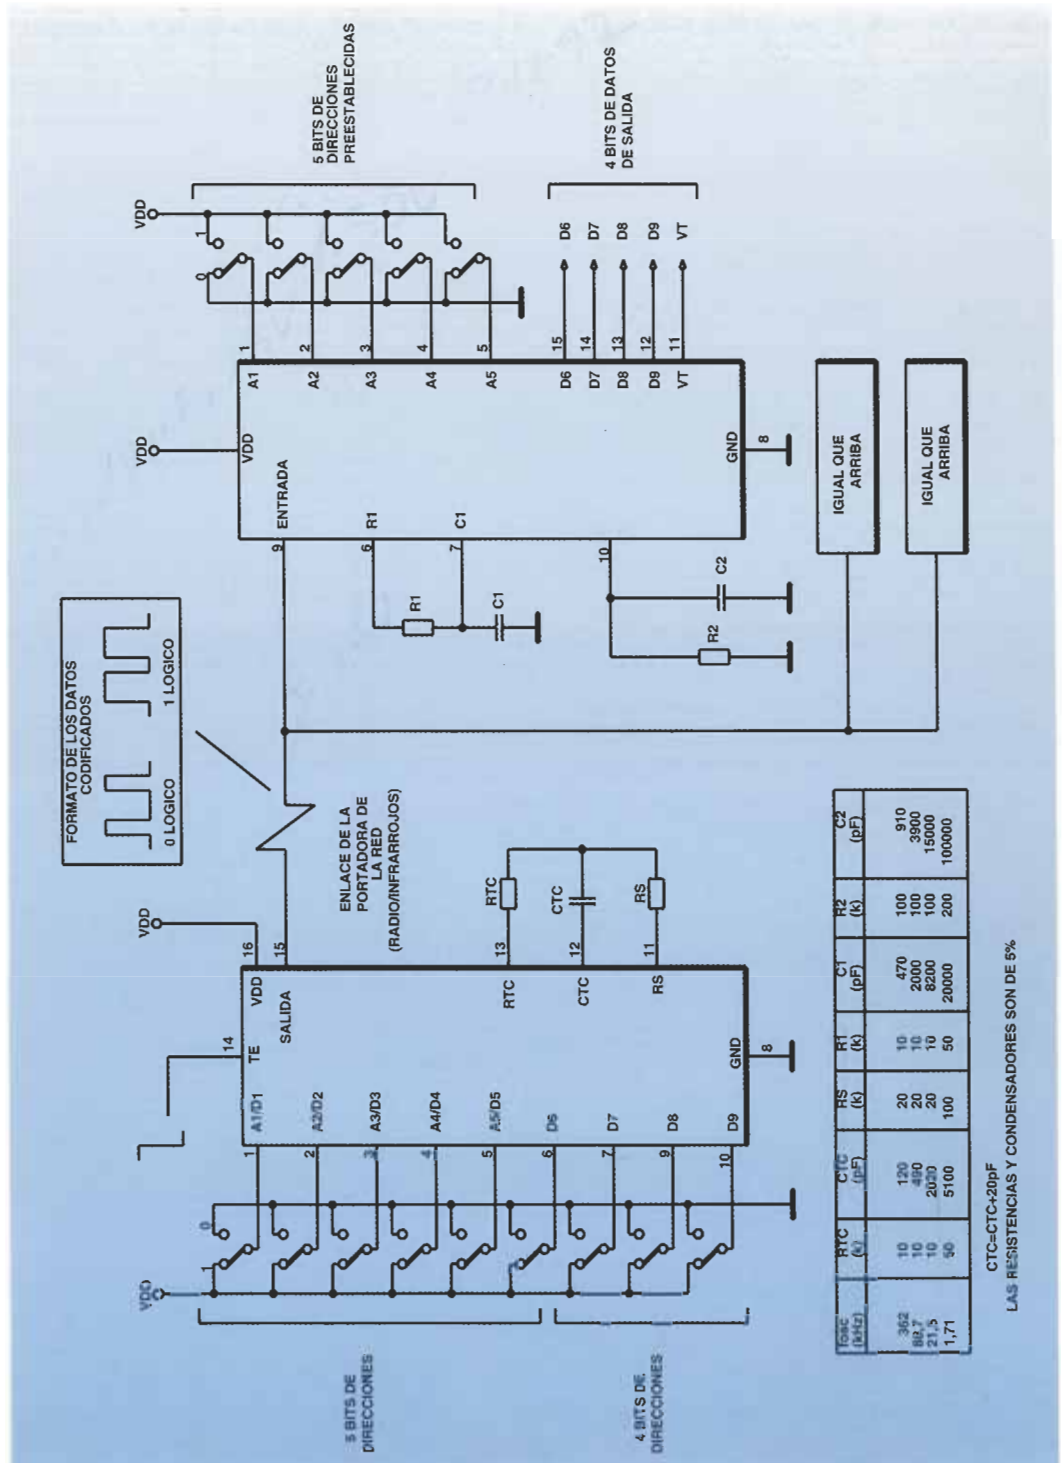 5 BITS DE
DIRECCIONES
PREESTABLECIDAS
4 BITS DE DATOS
DE SALIDA
VDD
1
0
D6
D7
D8
D9
VT
1
2
3
4
5
15
14
13
12
11
A1
A2
A3
A4
A5
D6
D7
D8
D9
VT
VDD
VDD
ENTRADA
9
R1
6
C1
7
10
GND
8
R1
C1
R2
C2
IGUAL QUE
ARRIBA
IGUAL QUE
ARRIBA
FORMATO DE LOS DATOS
CODIFICADOS
0 LOGICO
1 LOGICO
ENLACE DE LA
PORTADORA DE
LA RED
(RADIO/INFRARROJOS)
VDD
16
15
VDD
SALIDA
14
TE
RTC
13
RTC
CTC
12
CTC
RS
11
RS
GND
8
A1/D1
A2/D2
A3/D3
A4/D4
A5/D5
D6
D7
D8
D9
1
2
3
4
5
6
7
9
10
VDD
1
0
5 BITS DE
DIRECCIONES
4 BITS DE
DIRECCIONES
fosc (kHz) RTC (k) CTC (pF) RS (k) R1 (k) C1 (pF) R2 (k) C2 (pF)
362 10 120 20 10 470 100 910
10 490 20 10 2000 100 3900
21,5 10 2020 20 10 8200 100 15000
1,71 50 5100 100 50 20000 200 100000
CTC=CTC+20pF
LAS RESISTENCIAS Y CONDENSADORES SON DE 5%